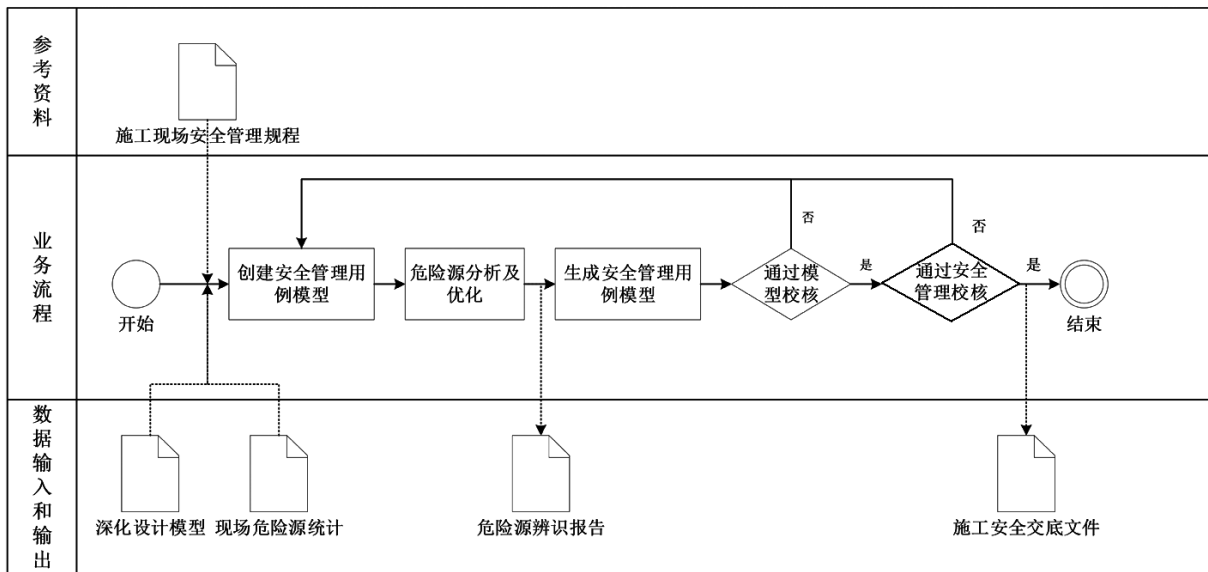 参考资料
施工现场安全管理规程
业务流程
开始
创建安全管理用
例模型
危险源分析及
优化
生成安全管理用
例模型
通过模
型校核
否
是
通过安全
管理校核
否
是
结束
数据输入和输出
深化设计模型
现场危险源统计
危险源辨识报告
施工安全交底文件